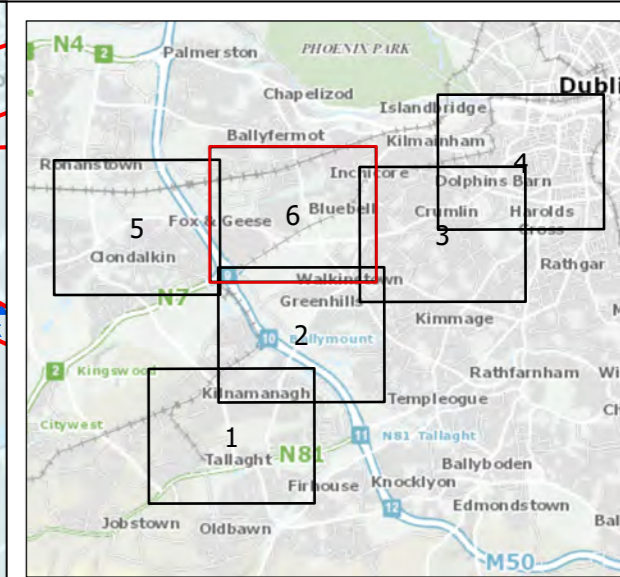 N4
2
Palmerston
PHOENIX PARK
Chapelizod
Islandbridge
Ballyfermot
Kilmainham
4
Ronanstown
Inchicore
Dolphins Barn
5
Fox & Geese
6
Bluebell
Crumlin
3
Harolds
Cross
Clondalkin
Rathgar
9
Walkinstown
N7
Greenhills
Kimmage
10
2
Ballymount
2
Kingswood
Rathfarnham
Kilnamanagh
Templeogue
Citywest
1
N81
11
N81 Tallaght
Tallaght
Ballyboden
Firhouse
Knocklyon
12
Edmondstown
Jobstown
Oldbawn
M50